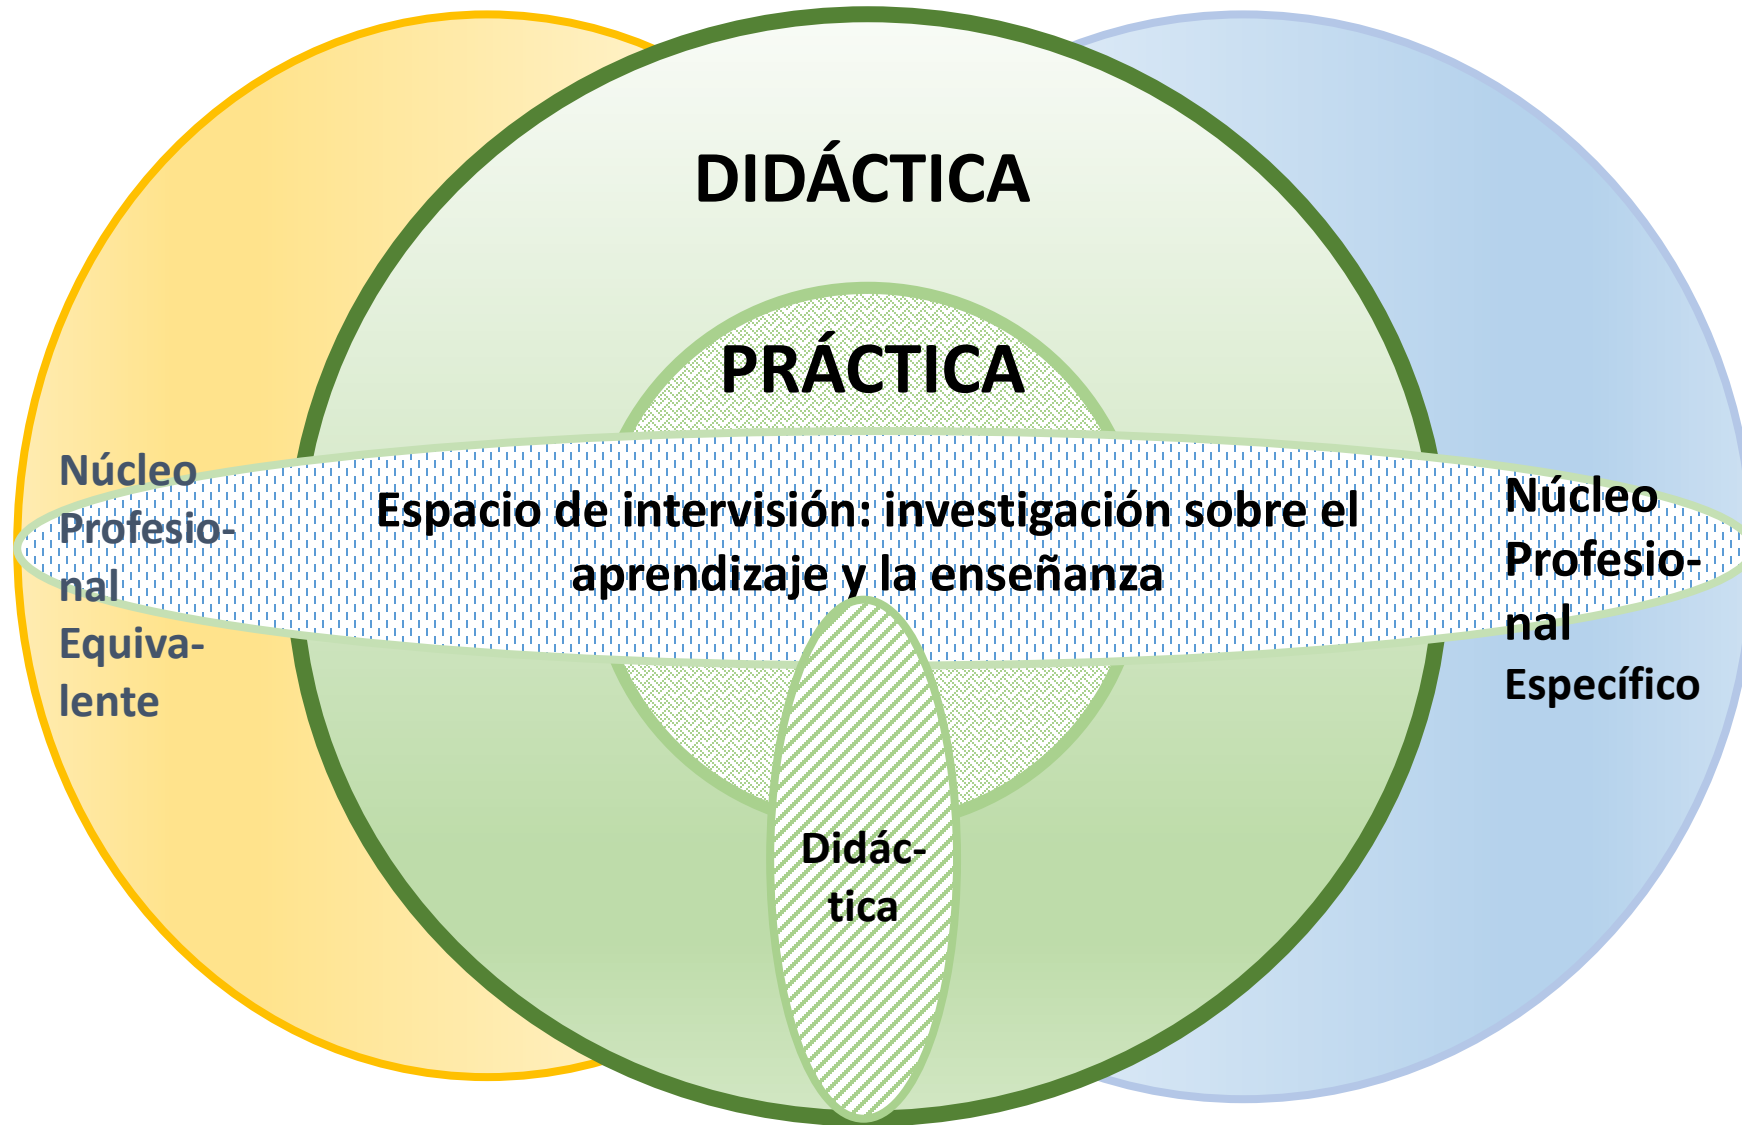 DIDÁCTICA
PRÁCTICA
Núcleo
Profesio-
nal
Equiva-
lente
Espacio de intervisión: investigación sobre el
aprendizaje y la enseñanza
Núcleo
Profesio-
nal
Específico
Didác-
tica